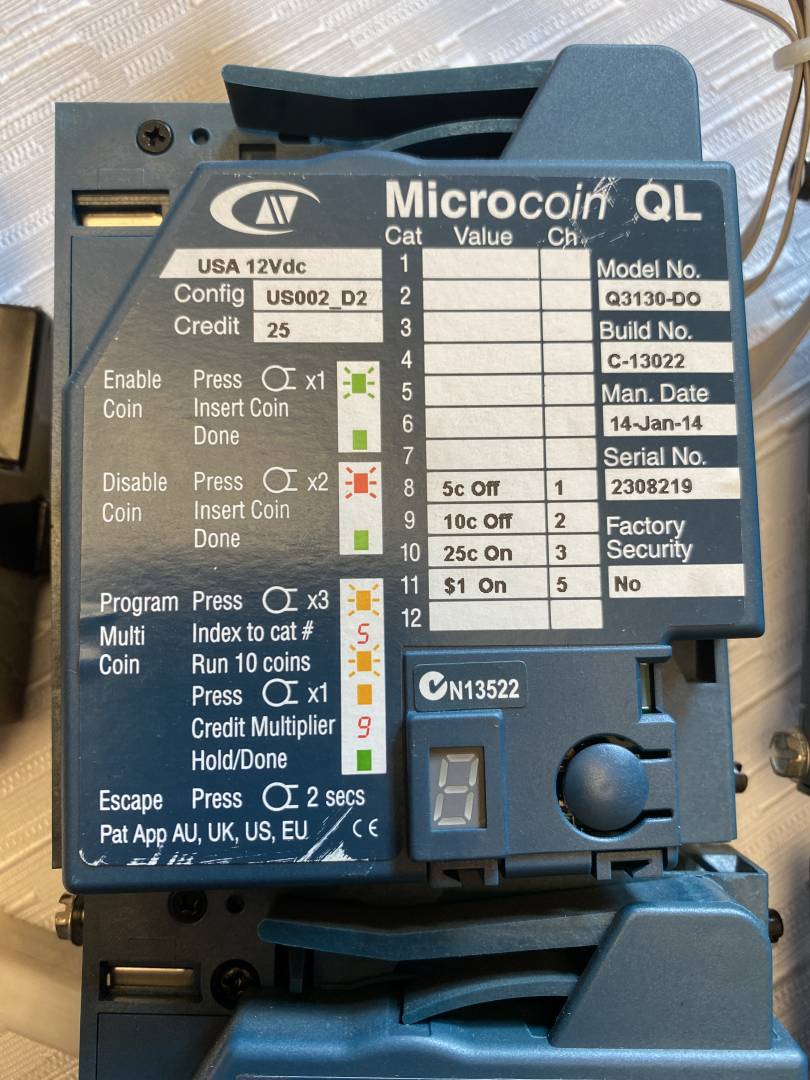 Microcoin QL
Cat Value Ch.
USA 12Vdc
Config US002_D2
Credit 25
Enable Coin
Press x1
Insert Coin
Done
Disable Coin
Press x2
Insert Coin
Done
Program Multi Coin
Press x3
Index to cat # 5
Run 10 coins
Press x1
Credit Multiplier 9
Hold/Done
Escape Press 2 secs
Pat App AU, UK, US, EU CE
1
2
3
4
5
6
7
8 5c Off 1
9 10c Off 2
10 25c On 3
11 $1 On 5
12
Model No.
Q3130-DO
Build No.
C-13022
Man. Date
14-Jan-14
Serial No.
2308219
Factory
Security
No
N13522